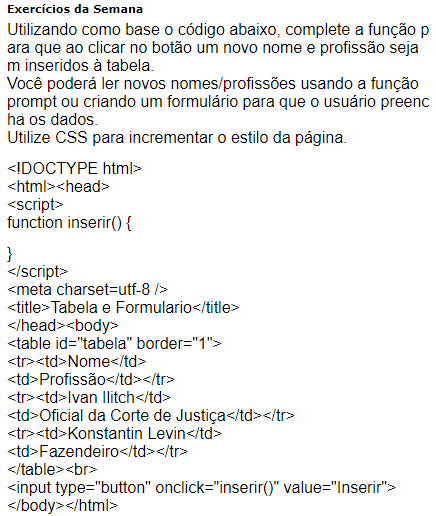 Exercícios da Semana
Utilizando como base o código abaixo, complete a função p
ara que ao clicar no botão um novo nome e profissão seja
m inseridos à tabela.
Você poderá ler novos nomes/profissões usando a função
prompt ou criando um formulário para que o usuário preenc
ha os dados.
Utilize CSS para incrementar o estilo da página.
<!DOCTYPE html>
<html><head>
<script>
function inserir() {
}
</script>
<meta charset=utf-8 />
<title>Tabela e Formulario</title>
</head><body>
<table id="tabela" border="1">
<tr><td>Nome</td>
<td>Profissão</td></tr>
<tr><td>Ivan Ilitch</td>
<td>Oficial da Corte de Justiça</td></tr>
<tr><td>Konstantin Levin</td>
<td>Fazendeiro</td></tr>
</table><br>
<input type="button" onclick="inserir()" value="Inserir">
</body></html>